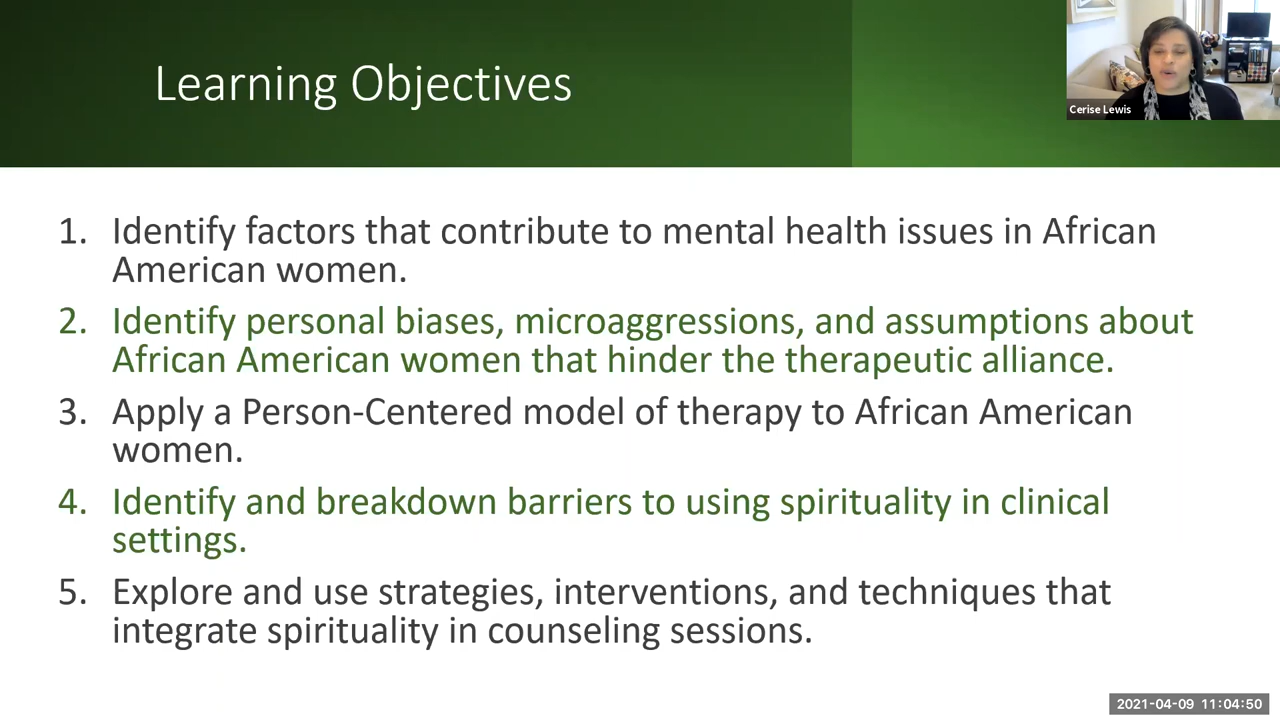 Learning Objectives
Cerise Lewis
1. Identify factors that contribute to mental health issues in African
American women.
2. Identify personal biases, microaggressions, and assumptions about
African American women that hinder the therapeutic alliance.
3. Apply a Person-Centered model of therapy to African American
women.
4. Identify and breakdown barriers to using spirituality in clinical
settings.
5. Explore and use strategies, interventions, and techniques that
integrate spirituality in counseling sessions.
2021-04-09 11:04:50